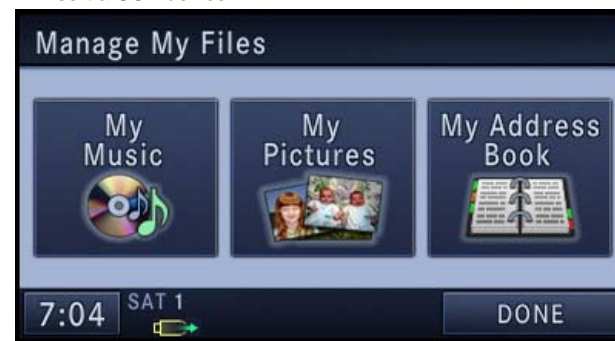 Manage My Files
My
Music
My
Pictures
My Address
Book
7:04
SAT 1
DONE